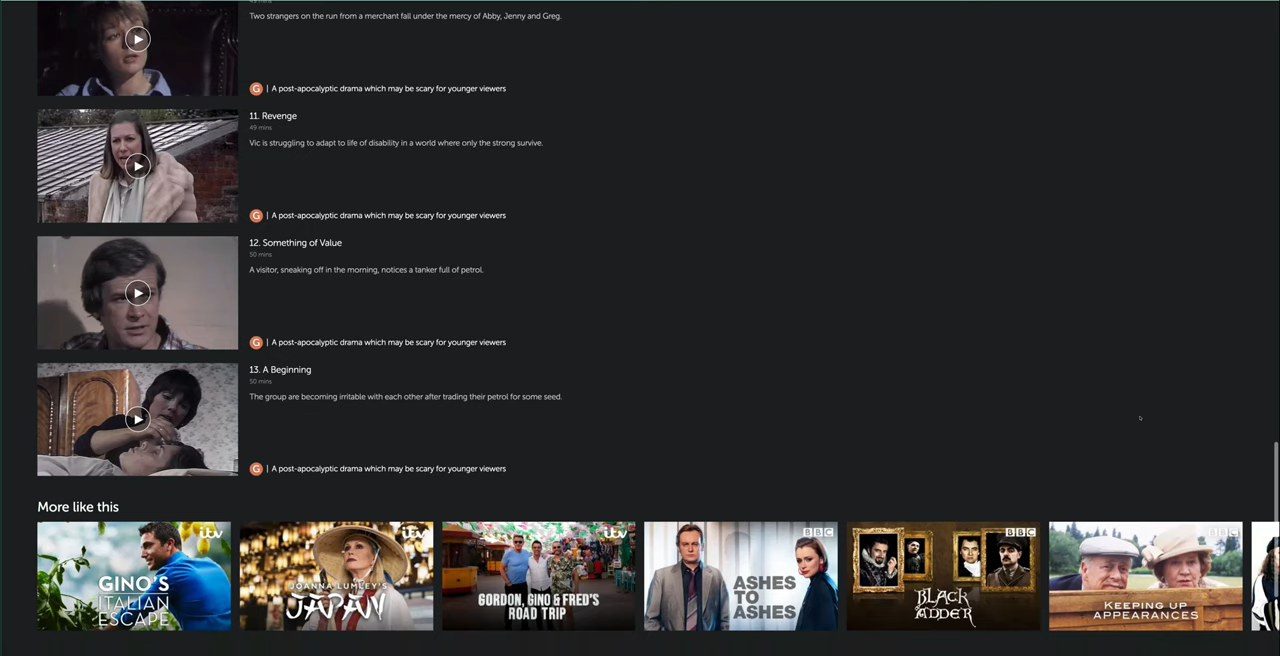 Two strangers on the run from a merchant fall under the mercy of Abby, Jenny and Greg.
G | A post-apocalyptic drama which may be scary for younger viewers
11. Revenge
49 mins
Vic is struggling to adapt to life of disability in a world where only the strong survive.
G | A post-apocalyptic drama which may be scary for younger viewers
12. Something of Value
50 mins
A visitor, sneaking off in the morning, notices a tanker full of petrol.
G | A post-apocalyptic drama which may be scary for younger viewers
13. A Beginning
50 mins
The group are becoming irritable with each other after trading their petrol for some seed.
G | A post-apocalyptic drama which may be scary for younger viewers
More like this
itv
GINO'S
ITALIAN
ESCAPE
itv
JOANNA LUMLEY'S
JAPAN
itv
GORDON, GINO & FRED'S
ROAD TRIP
BBC
ASHES
TO
ASHES
BBC
BLACK
ADDER
BBC
KEEPING UP
APPEARANCES